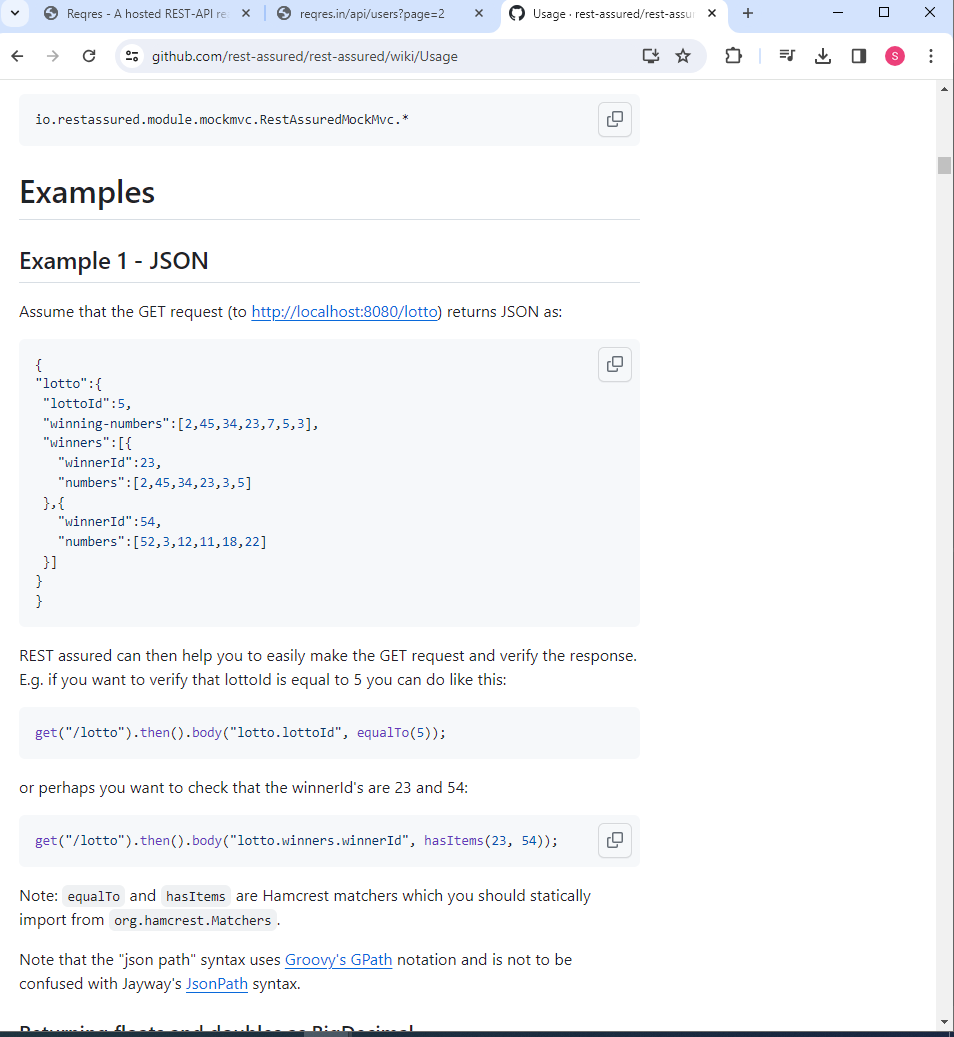 Reqres - A hosted REST-API re
reqres.in/api/users?page=2
Usage · rest-assured/rest-assu
github.com/rest-assured/rest-assured/wiki/Usage
S
io.restassured.module.mockmvc.RestAssuredMockMvc.*
Examples
Example 1 - JSON
Assume that the GET request (to http://localhost:8080/lotto) returns JSON as:
{
"lotto":{
"lottoId":5,
"winning-numbers":[2,45,34,23,7,5,3],
"winners":[{
"winnerId":23,
"numbers":[2,45,34,23,3,5]
},{
"winnerId":54,
"numbers":[52,3,12,11,18,22]
}]
}
}
REST assured can then help you to easily make the GET request and verify the response.
E.g. if you want to verify that lottoId is equal to 5 you can do like this:
get("/lotto").then().body("lotto.lottoId", equalTo(5));
or perhaps you want to check that the winnerId's are 23 and 54:
get("/lotto").then().body("lotto.winners.winnerId", hasItems(23, 54));
Note: equalTo and hasItems are Hamcrest matchers which you should statically
import from org.hamcrest.Matchers.
Note that the "json path" syntax uses Groovy's GPath notation and is not to be
confused with Jayway's JsonPath syntax.
Returning floats and doubles as BigDecimal